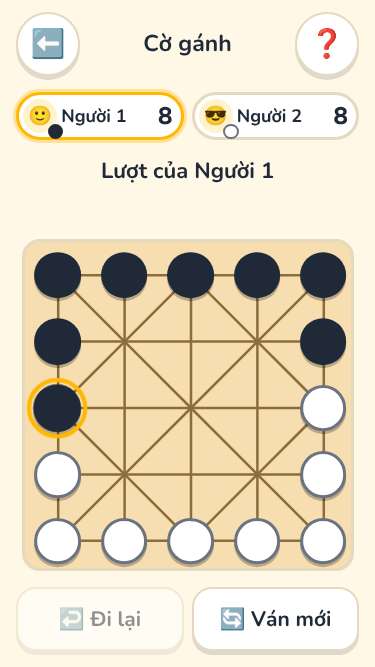 Cờ gánh
Người 1 8
Người 2 8
Lượt của Người 1
Đi lại
Ván mới